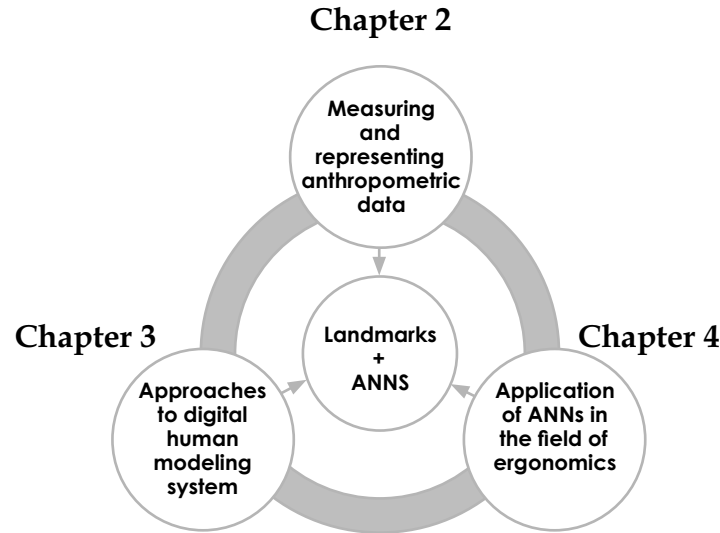 Chapter 2
Measuring
and
representing
anthropometric
data
Chapter 3
Chapter 4
Landmarks
+
ANNS
Approaches
to digital
human
modeling
system
Application
of ANNs in
the field of
ergonomics